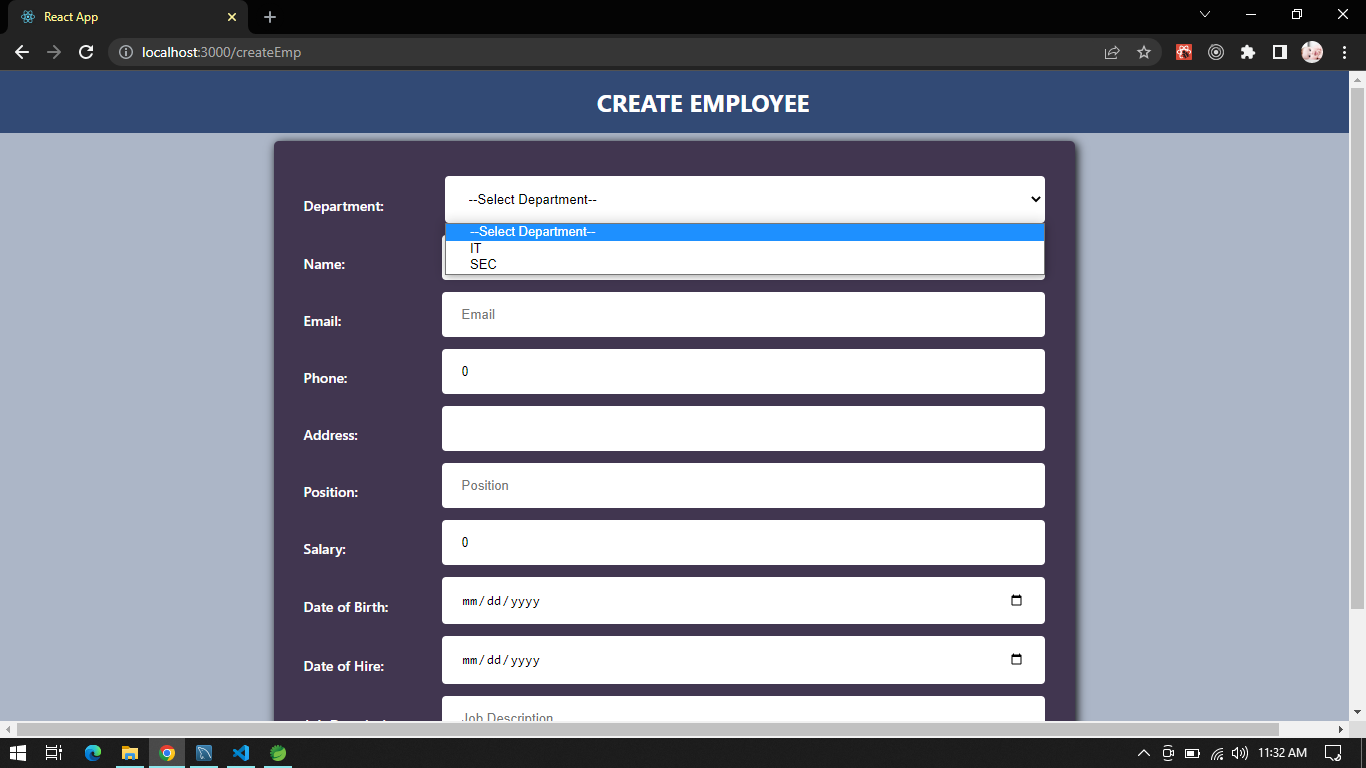 React App
localhost:3000/createEmp
CREATE EMPLOYEE
Department:
--Select Department--
--Select Department--
IT
SEC
Name:
Email:
Email
Phone:
0
Address:
Position:
Position
Salary:
0
Date of Birth:
mm/dd/yyyy
Date of Hire:
mm/dd/yyyy
Job Description
11:32 AM